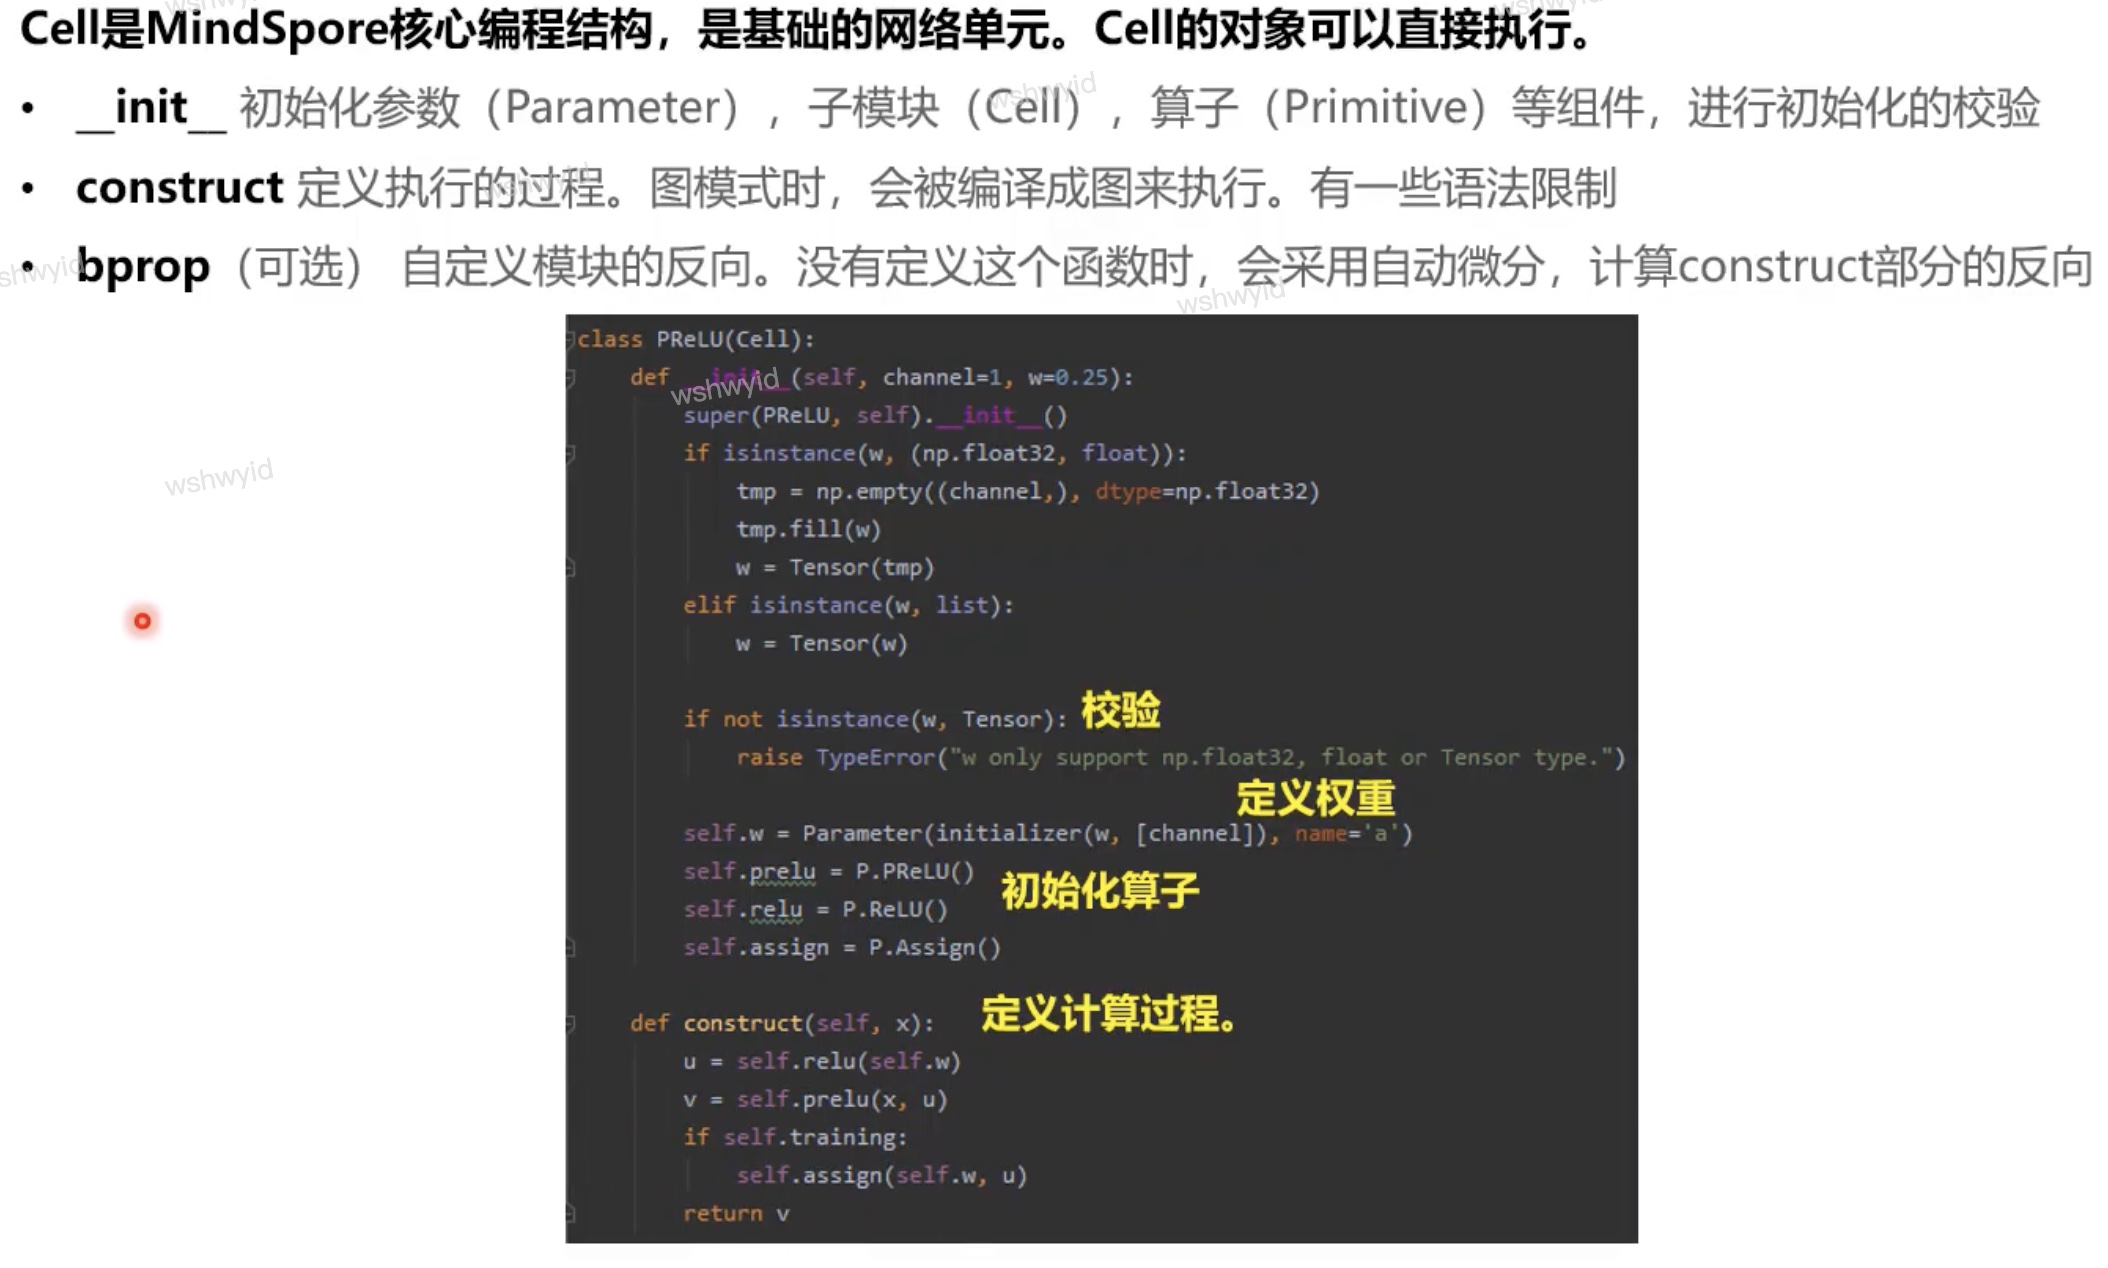 Cell是MindSpore核心编程结构，是基础的网络单元。Cell的对象可以直接执行。
• __init__ 初始化参数（Parameter），子模块（Cell），算子（Primitive）等组件，进行初始化的校验
• construct 定义执行的过程。图模式时，会被编译成图来执行。有一些语法限制
• bprop（可选） 自定义模块的反向。没有定义这个函数时，会采用自动微分，计算construct部分的反向
class PReLU(Cell):
def __init__(self, channel=1, w=0.25):
super(PReLU, self).__init__()
if isinstance(w, (np.float32, float)):
tmp = np.empty((channel,), dtype=np.float32)
tmp.fill(w)
w = Tensor(tmp)
elif isinstance(w, list):
w = Tensor(w)
if not isinstance(w, Tensor): 校验
raise TypeError("w only support np.float32, float or Tensor type.")
定义权重
self.w = Parameter(initializer(w, [channel]), name='a')
self.prelu = P.PReLU()
初始化算子
self.relu = P.ReLU()
self.assign = P.Assign()
def construct(self, x): 定义计算过程。
u = self.relu(self.w)
v = self.prelu(x, u)
if self.training:
self.assign(self.w, u)
return v
wshwyid
wshwyid
wshwyid
wshwyid
wshwyid
wshwyid
wshwyid
wshwyid